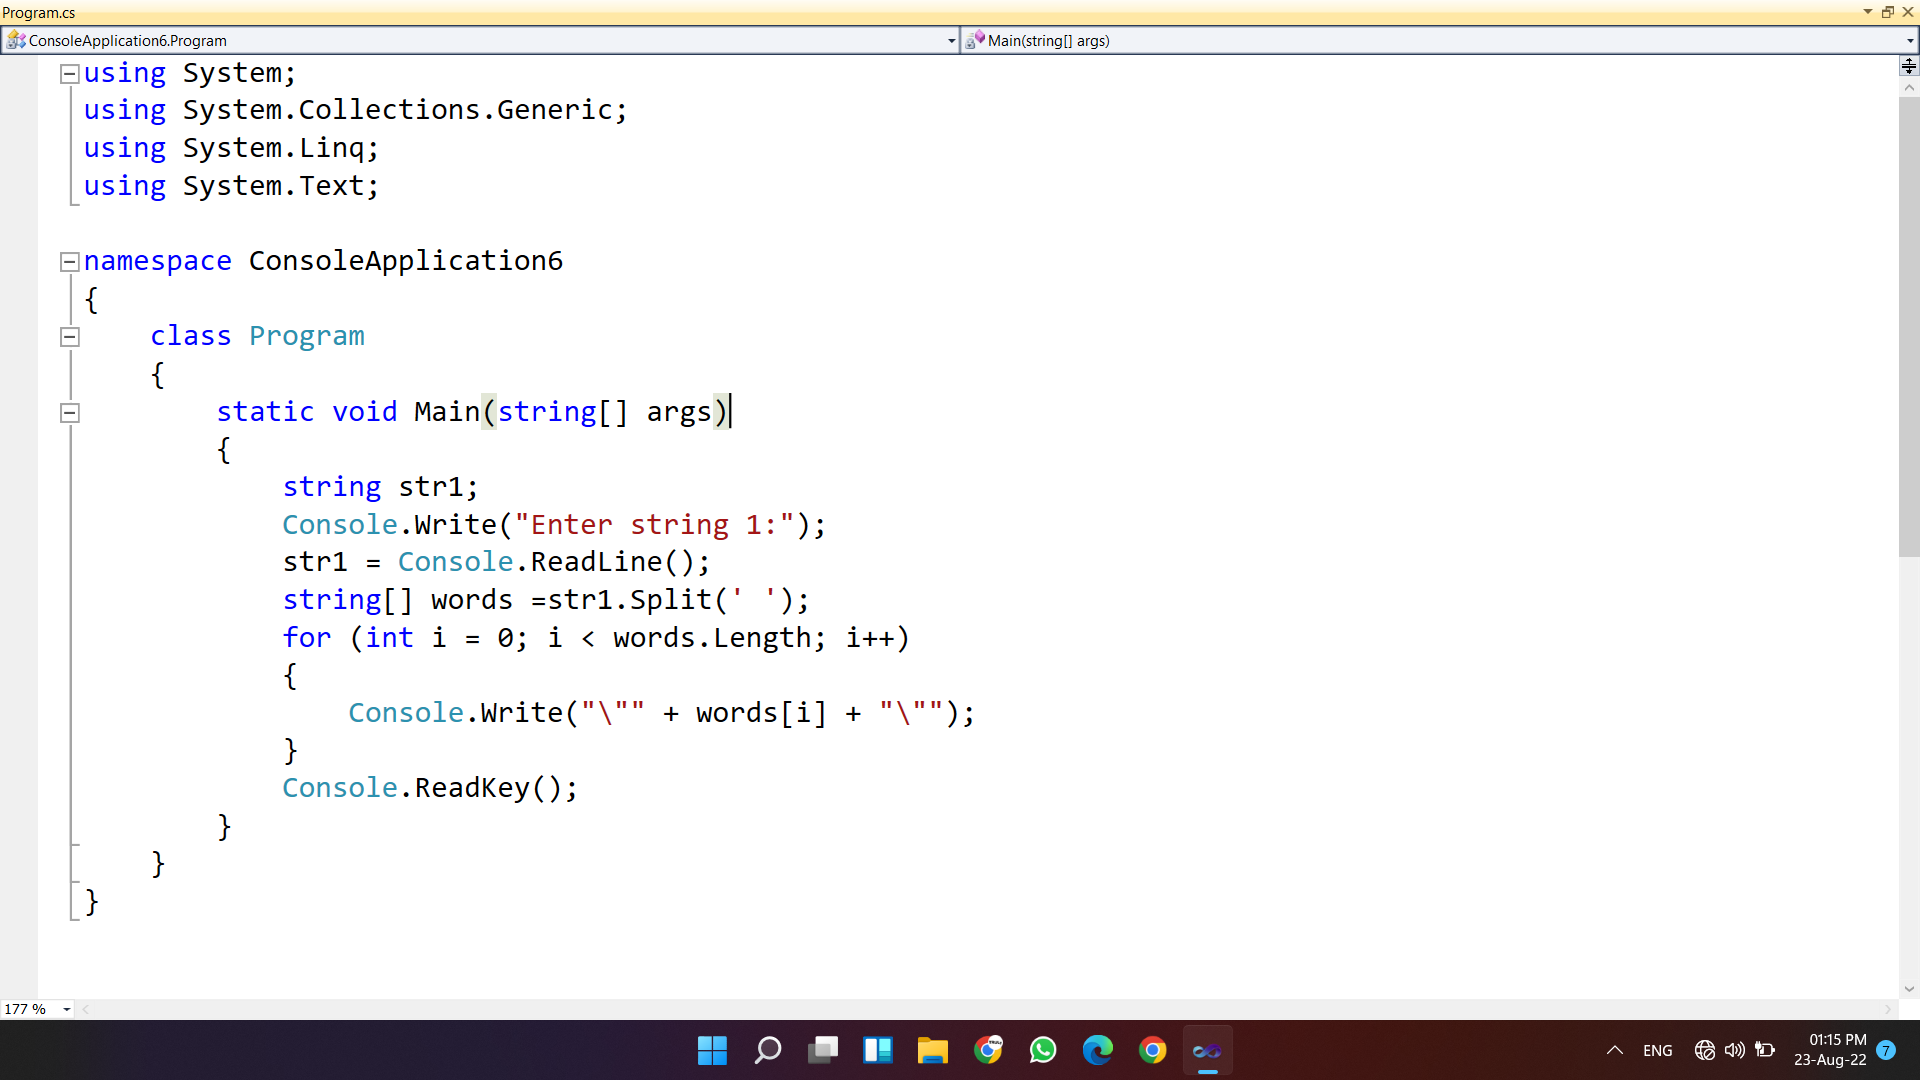 Program.cs
ConsoleApplication6.Program
Main(string[] args)
using System;
using System.Collections.Generic;
using System.Linq;
using System.Text;
namespace ConsoleApplication6
{
class Program
{
static void Main(string[] args)
{
string str1;
Console.Write("Enter string 1:");
str1 = Console.ReadLine();
string[] words =str1.Split(' ');
for (int i = 0; i < words.Length; i++)
{
Console.Write("\"" + words[i] + "\"");
}
Console.ReadKey();
}
}
}
177 %
ENG
01:15 PM
23-Aug-22
7